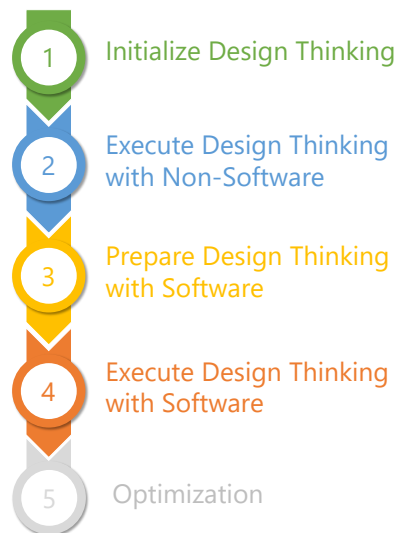 1
Initialize Design Thinking
2
Execute Design Thinking
with Non-Software
3
Prepare Design Thinking
with Software
4
Execute Design Thinking
with Software
5
Optimization